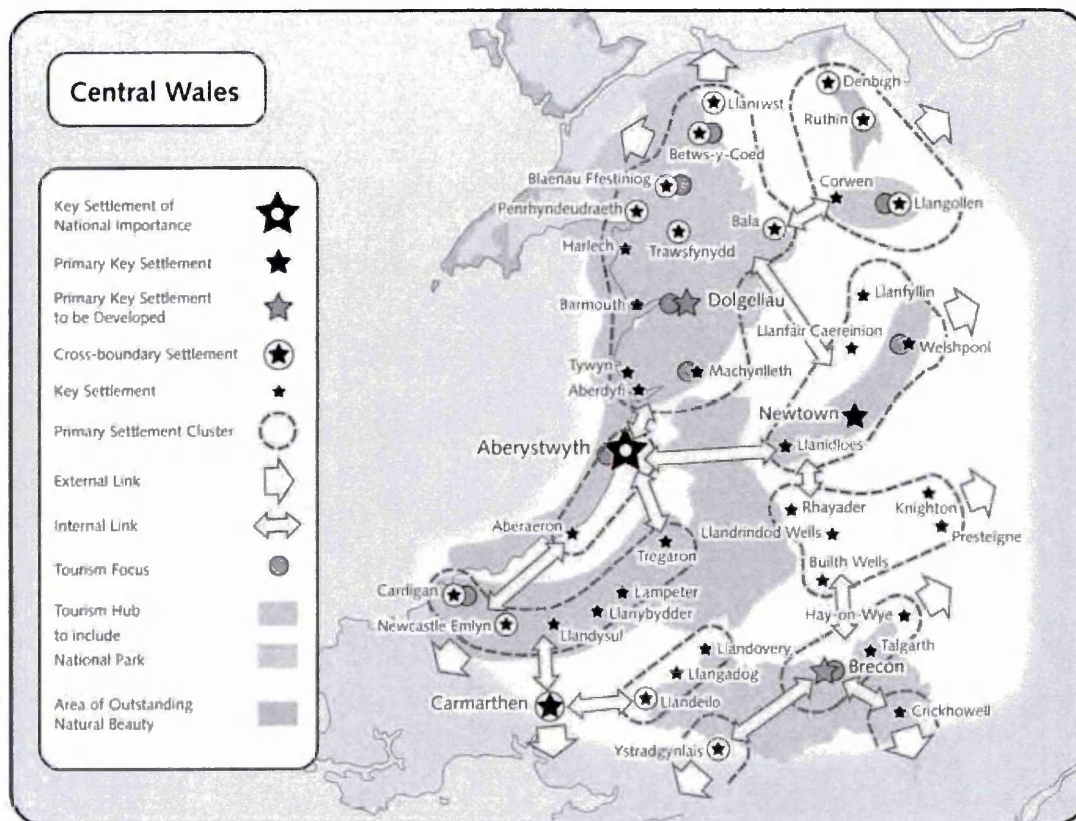 Central Wales
Key Settlement of
National Importance
Primary Key Settlement
Primary Key Settlement
to be Developed
Cross-boundary Settlement
Key Settlement
Primary Settlement Cluster
External Link
Internal Link
Tourism Focus
Tourism Hub
to include
National Park
Area of Outstanding
Natural Beauty
Denbigh
Llanrwst
Ruthin
Betws-y-Coed
Blaenau Ffestiniog
Corwen
Penrhyndeudraeth
Bala
Llangollen
Harlech
Trawsfynydd
Barmouth
Dolgellau
Llanfyllin
Llanfair Caereinion
Welshpool
Tywyn
Machynlleth
Aberdyfi
Newtown
Aberystwyth
Llanidloes
Rhayader
Knighton
Aberaeron
Llandrindod Wells
Presteigne
Tregaron
Builth Wells
Cardigan
Lampeter
Hay-on-Wye
Newcastle Emlyn
Llanybydder
Llandysul
Llandovery
Talgarth
Llangadog
Brecon
Carmarthen
Llandeilo
Crickhowell
Ystradgynlais